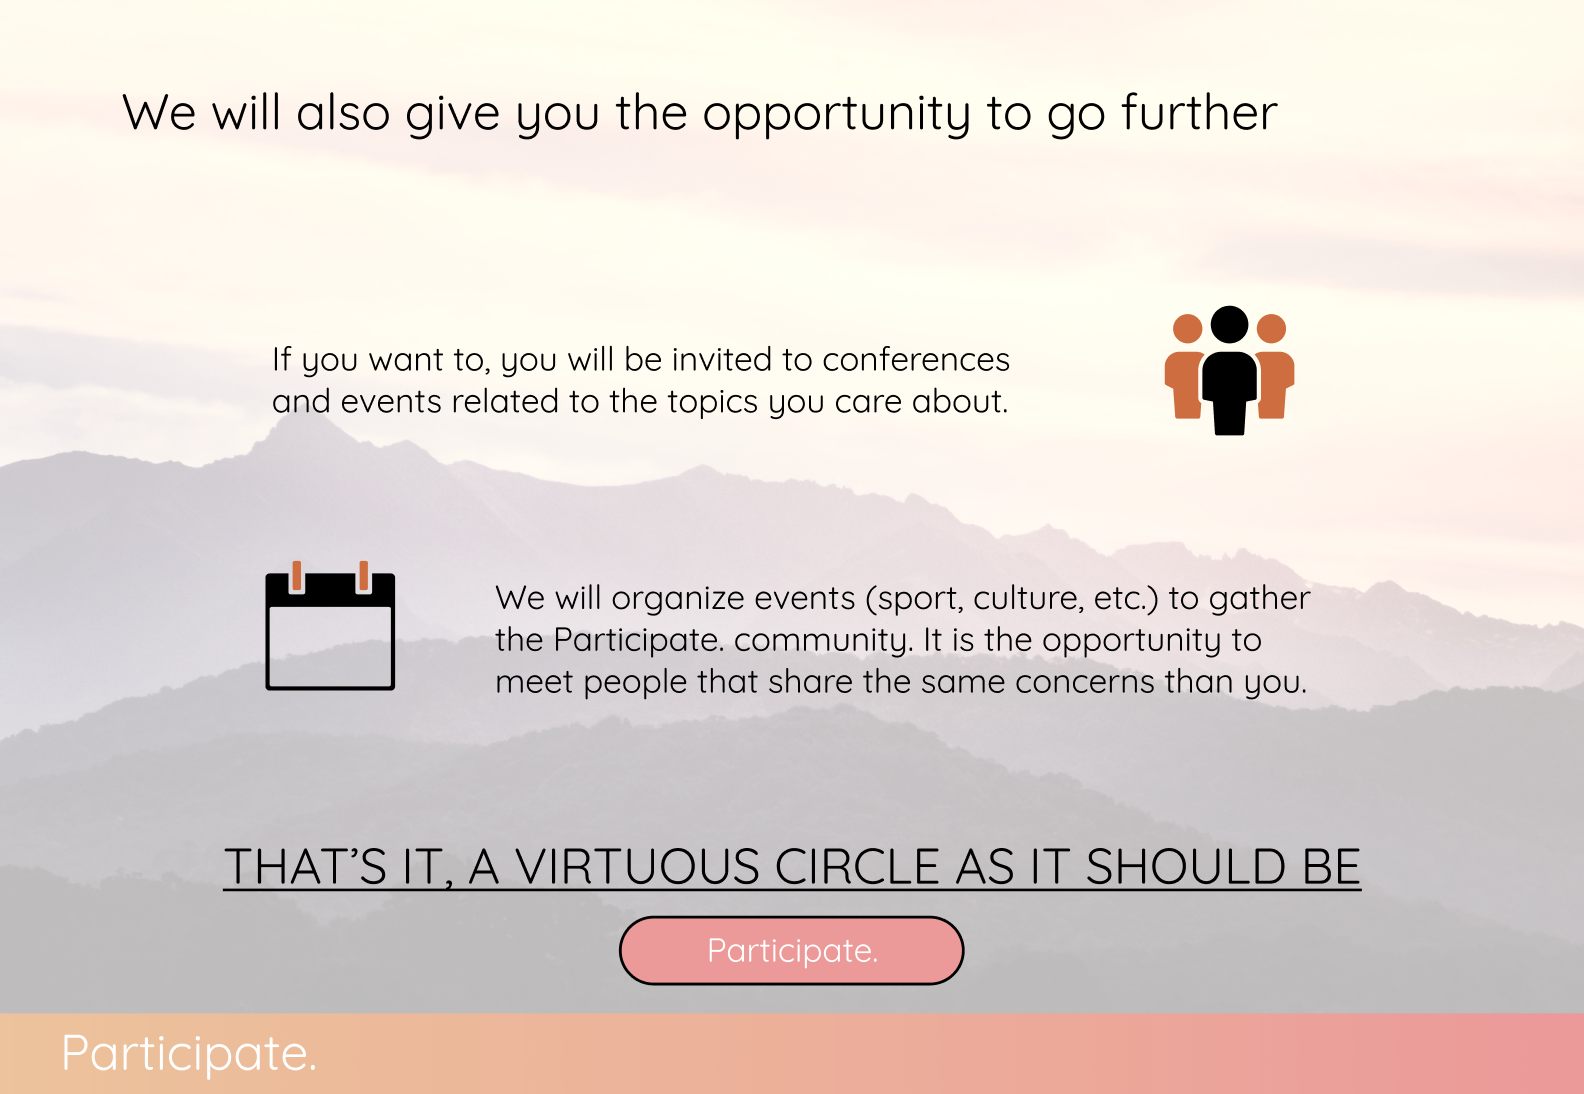 We will also give you the opportunity to go further
If you want to, you will be invited to conferences
and events related to the topics you care about.
We will organize events (sport, culture, etc.) to gather
the Participate. community. It is the opportunity to
meet people that share the same concerns than you.
THAT’S IT, A VIRTUOUS CIRCLE AS IT SHOULD BE
Participate.
Participate.